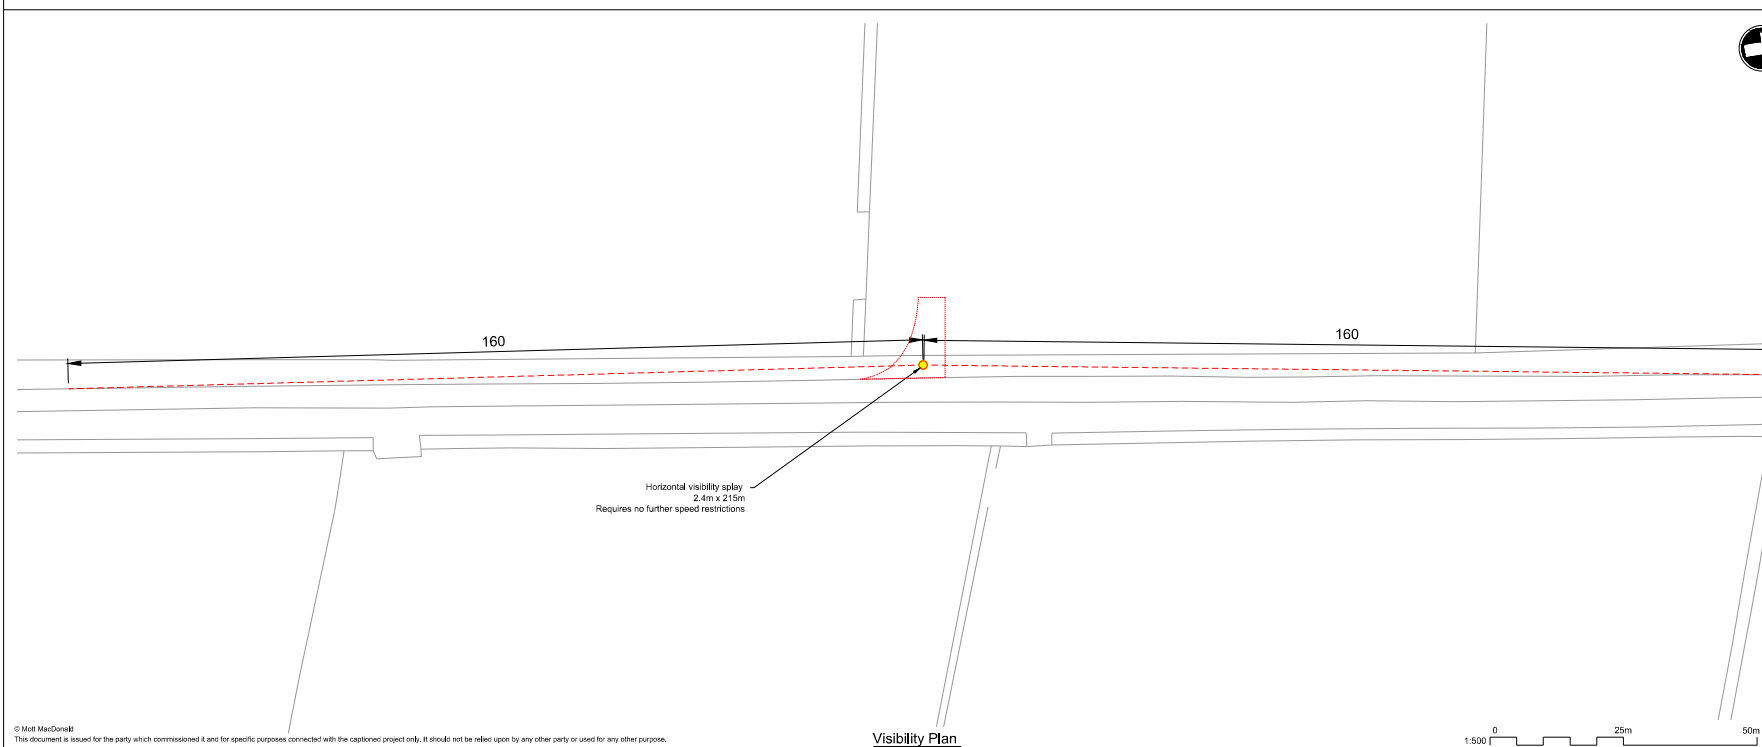 160
160
Horizontal visibility splay
2.4m x 215m
Requires no further speed restrictions
© Mott MacDonald
This document is issued for the party which commissioned it and for specific purposes connected with the captioned project only. It should not be relied upon by any other party or used for any other purpose.
Visibility Plan
1:500
0 25m 50m